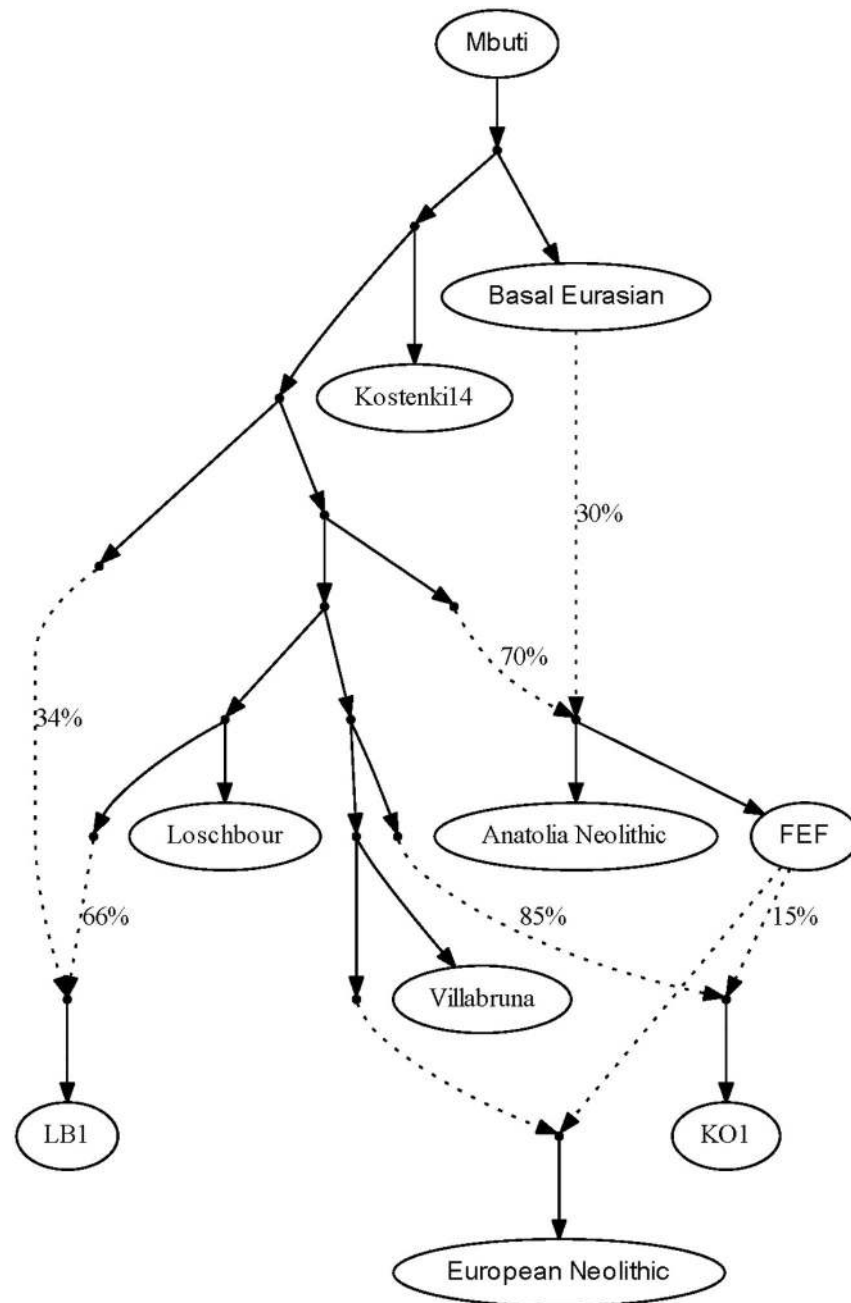 Mbuti
Basal Eurasian
Kostenki14
30%
70%
34%
Loschbour
Anatolia Neolithic
FEF
66%
85%
15%
Villabruna
LB1
KO1
European Neolithic